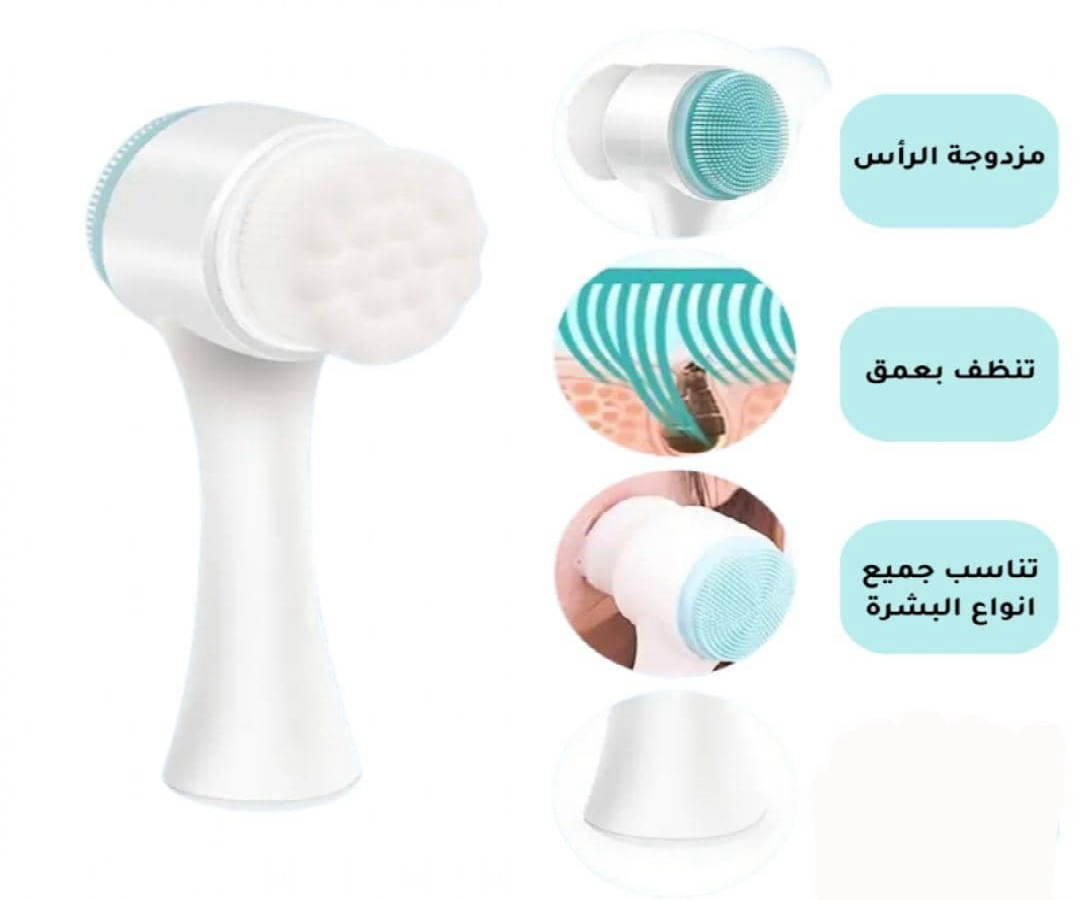 مزدوجة الرأس
تنظف بعمق
تناسب جميع
انواع البشرة